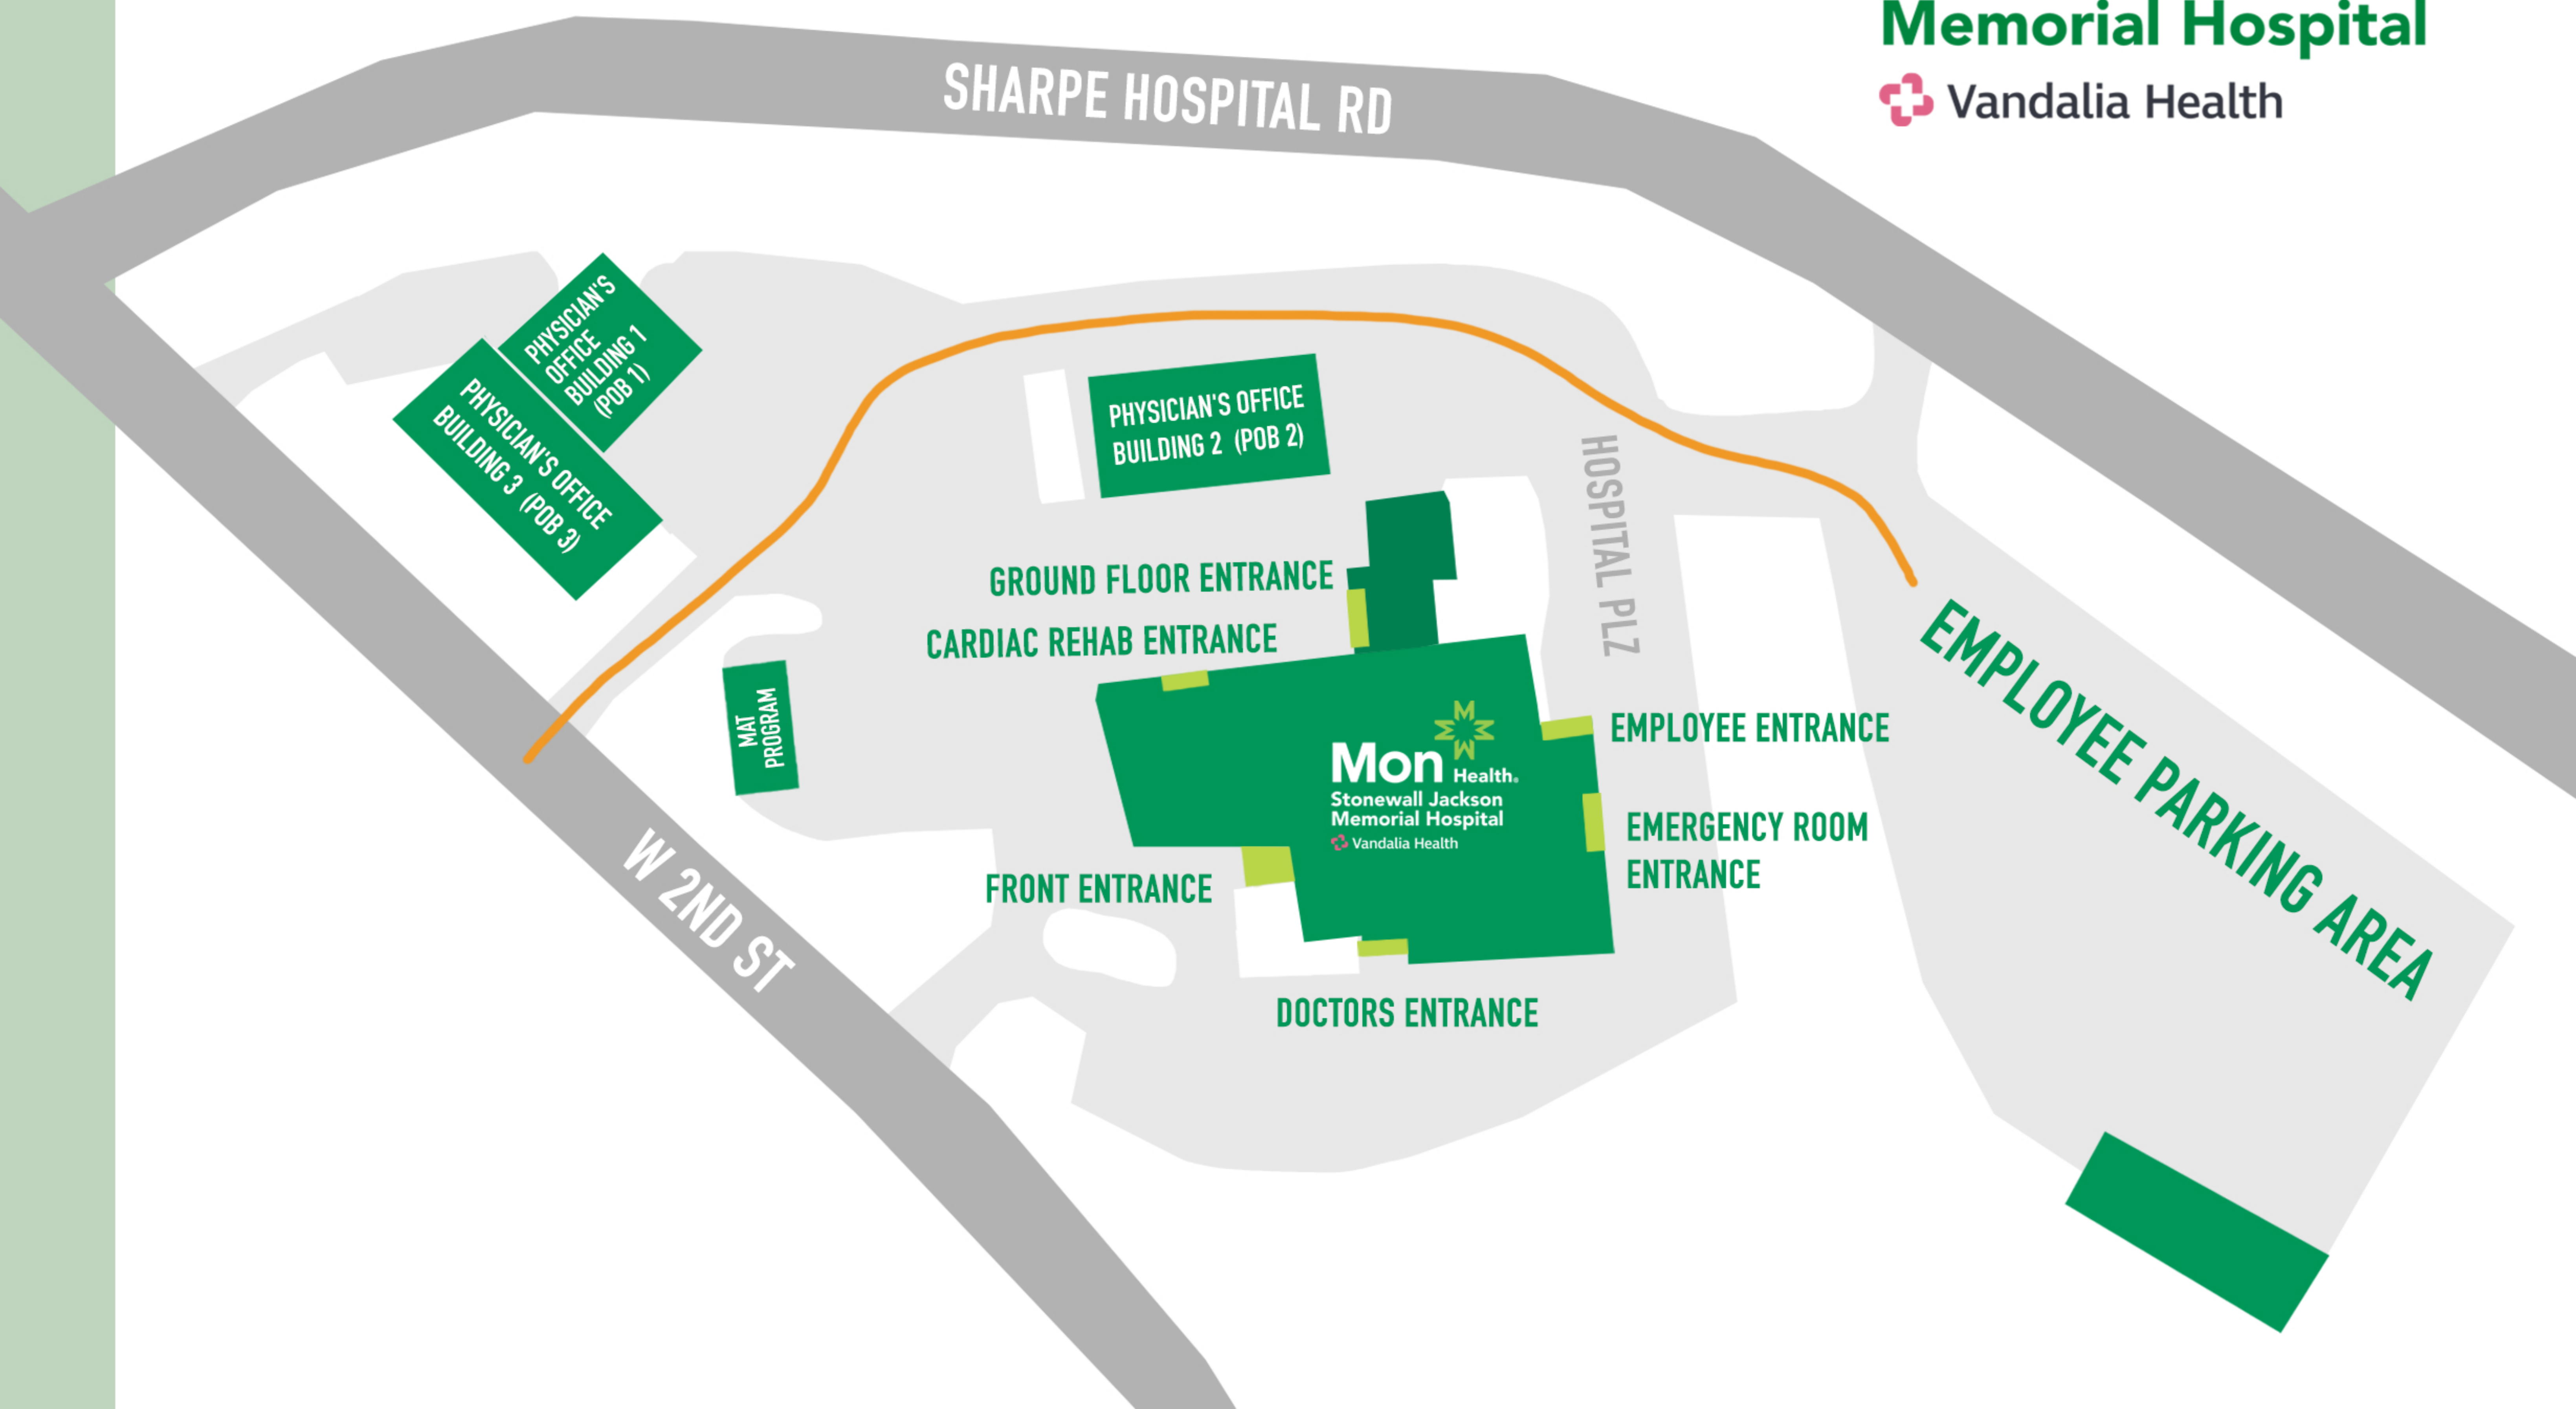 Memorial Hospital
Vandalia Health
SHARPE HOSPITAL RD
PHYSICIAN'S
OFFICE
BUILDING 1
(POB 1)
PHYSICIAN'S OFFICE
BUILDING 3 (POB 3)
PHYSICIAN'S OFFICE
BUILDING 2 (POB 2)
HOSPITAL PLZ
GROUND FLOOR ENTRANCE
CARDIAC REHAB ENTRANCE
MAT
PROGRAM
Mon Health®
Stonewall Jackson
Memorial Hospital
Vandalia Health
EMPLOYEE ENTRANCE
EMERGENCY ROOM
ENTRANCE
EMPLOYEE PARKING AREA
FRONT ENTRANCE
W 2ND ST
DOCTORS ENTRANCE